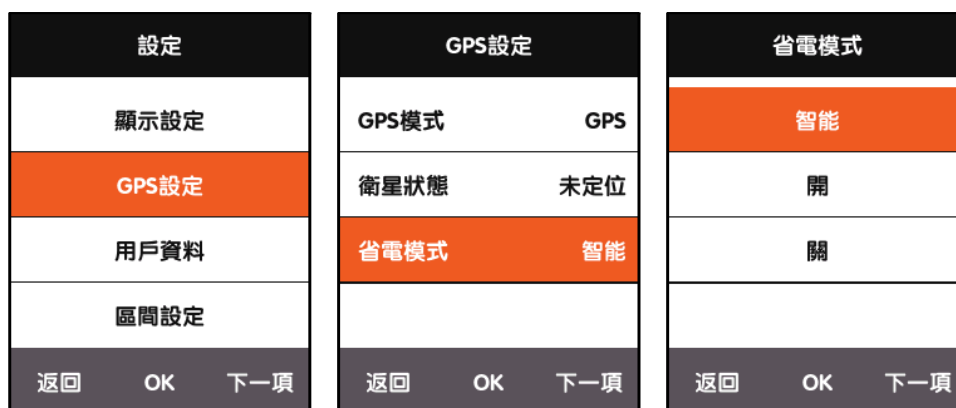 設定
顯示設定
GPS設定
用戶資料
區間設定
返回 OK 下一項
GPS設定
GPS模式 GPS
衛星狀態 未定位
省電模式 智能
返回 OK 下一項
省電模式
智能
開
關
返回 OK 下一項